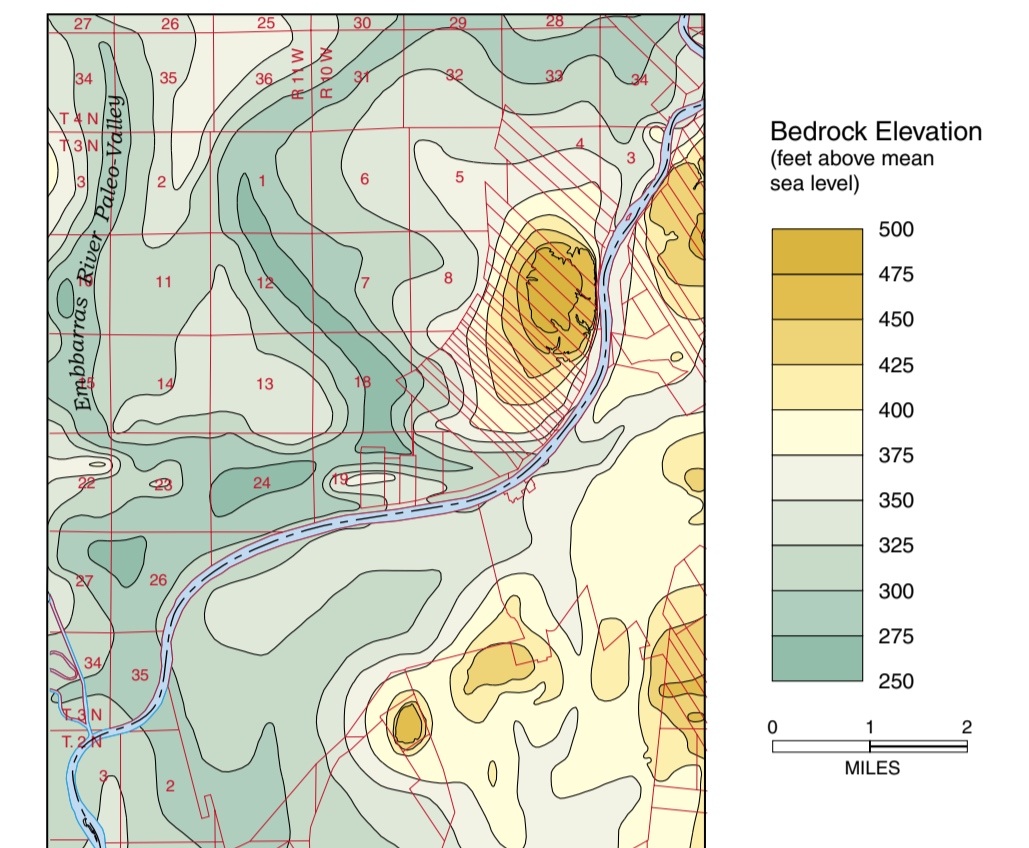 27 26 25 30 29 28
34 35 36 R 11 W R 10 W 31 32 33 34
T 4 N
T 3 N
3 2 1 6 5 4 3
Embbarras River Paleo-Valley
11 12 7 8
15 14 13 18
22 23 24 19
27 26
34 35
T. 3 N
T. 2 N
3 2
Bedrock Elevation
(feet above mean
sea level)
500
475
450
425
400
375
350
325
300
275
250
0 1 2
MILES